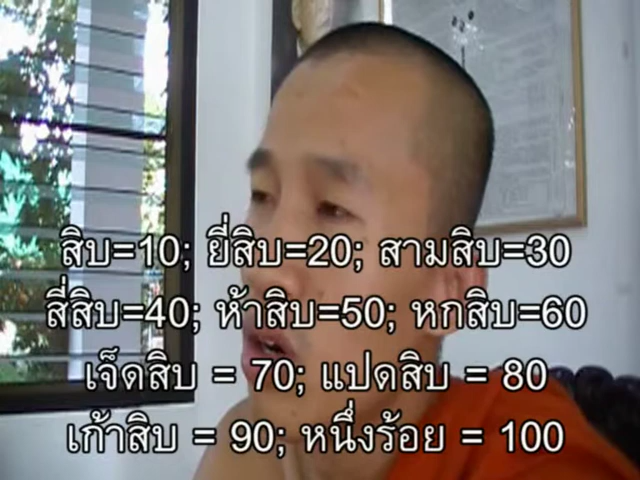 สิบ=10; ยี่สิบ=20; สามสิบ=30
สี่สิบ=40; ห้าสิบ=50; หกสิบ=60
เจ็ดสิบ = 70; แปดสิบ = 80
เก้าสิบ = 90; หนึ่งร้อย = 100